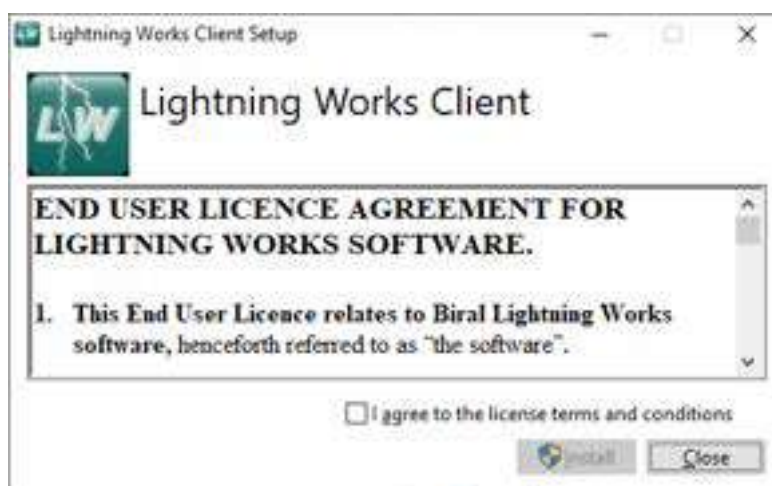 Lightning Works Client Setup
LW
Lightning Works Client
END USER LICENCE AGREEMENT FOR
LIGHTNING WORKS SOFTWARE.
1. This End User Licence relates to Biral Lightning Works
software, henceforth referred to as "the software".
I agree to the license terms and conditions
Install Close